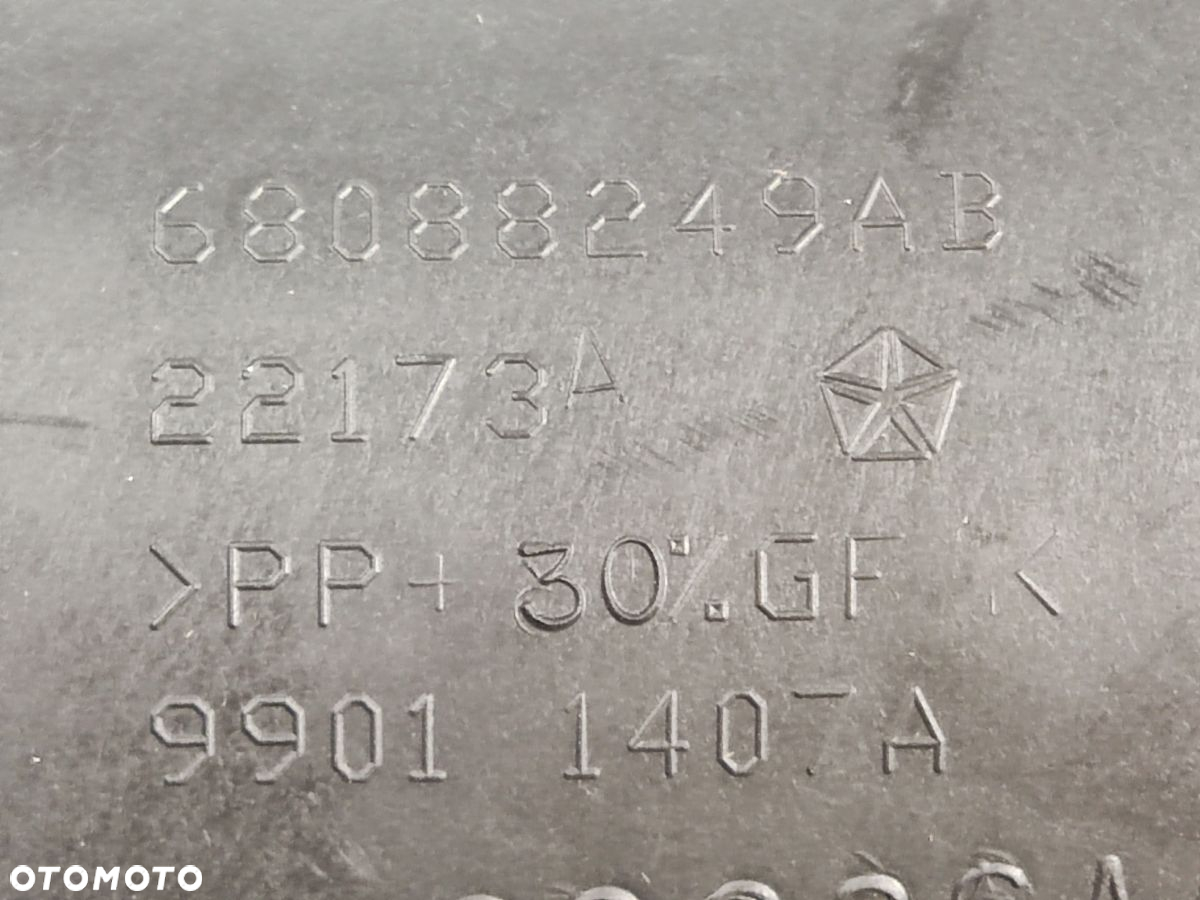 68088249AB
22173A
>PP+30%GF <
9901 1407A
OTOMOTO